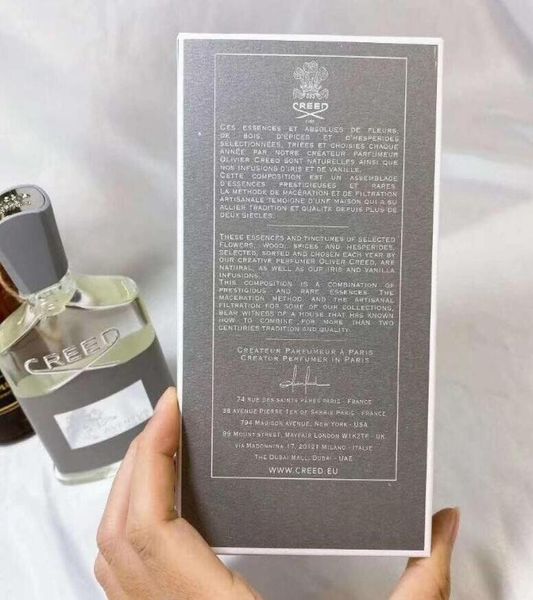 CREED
CES ESSENCES ET ABSOLUES DE FLEURS,
DE BOIS, D'ÉPICES ET D'HESPERIDES
SÉLECTIONNÉES, TRIÉES ET CHOISIES CHAQUE
ANNÉE PAR NOTRE CRÉATEUR PARFUMEUR
OLIVIER CREED SONT NATURELLES AINSI QUE
NOS INFUSIONS D'IRIS ET DE VANILLE.
CETTE COMPOSITION EST UN ASSEMBLAGE
D'ESSENCES PRESTIGIEUSES ET RARES.
LA MÉTHODE DE MACÉRATION ET DE FILTRATION
ARTISANALE TÉMOIGNE D'UNE MAISON QUI A SU
ALLIER TRADITION ET QUALITÉ DEPUIS PLUS DE
DEUX SIÈCLES.
THESE ESSENCES AND TINCTURES OF SELECTED
FLOWERS, WOOD, SPICES AND HESPERIDES,
SELECTED, SORTED AND CHOSEN EACH YEAR BY
OUR CREATIVE PERFUMER OLIVIER CREED, ARE
NATURAL, AS WELL AS OUR IRIS AND VANILLA
INFUSIONS.
THIS COMPOSITION IS A COMBINATION OF
PRESTIGIOUS AND RARE ESSENCES. THE
MACERATION METHOD AND THE ARTISANAL
FILTRATION FOR SOME OF OUR COLLECTIONS,
BEAR WITNESS OF A HOUSE THAT HAS KNOWN
HOW TO COMBINE FOR MORE THAN TWO
CENTURIES TRADITION AND QUALITY.
CRÉATEUR PARFUMEUR À PARIS
CREATOR PERFUMER IN PARIS
74 RUE DES SAINTS PÈRES PARIS - FRANCE
38 AVENUE PIERRE 1ER DE SERBIE PARIS - FRANCE
794 MADISON AVENUE, NEW YORK - USA
99 MOUNT STREET, MAYFAIR LONDON W1K2TF - UK
VIA MADONNINA 17, 20121 MILANO - ITALIE
THE DUBAI MALL, DUBAI - UAE
WWW.CREED.EU
CREED